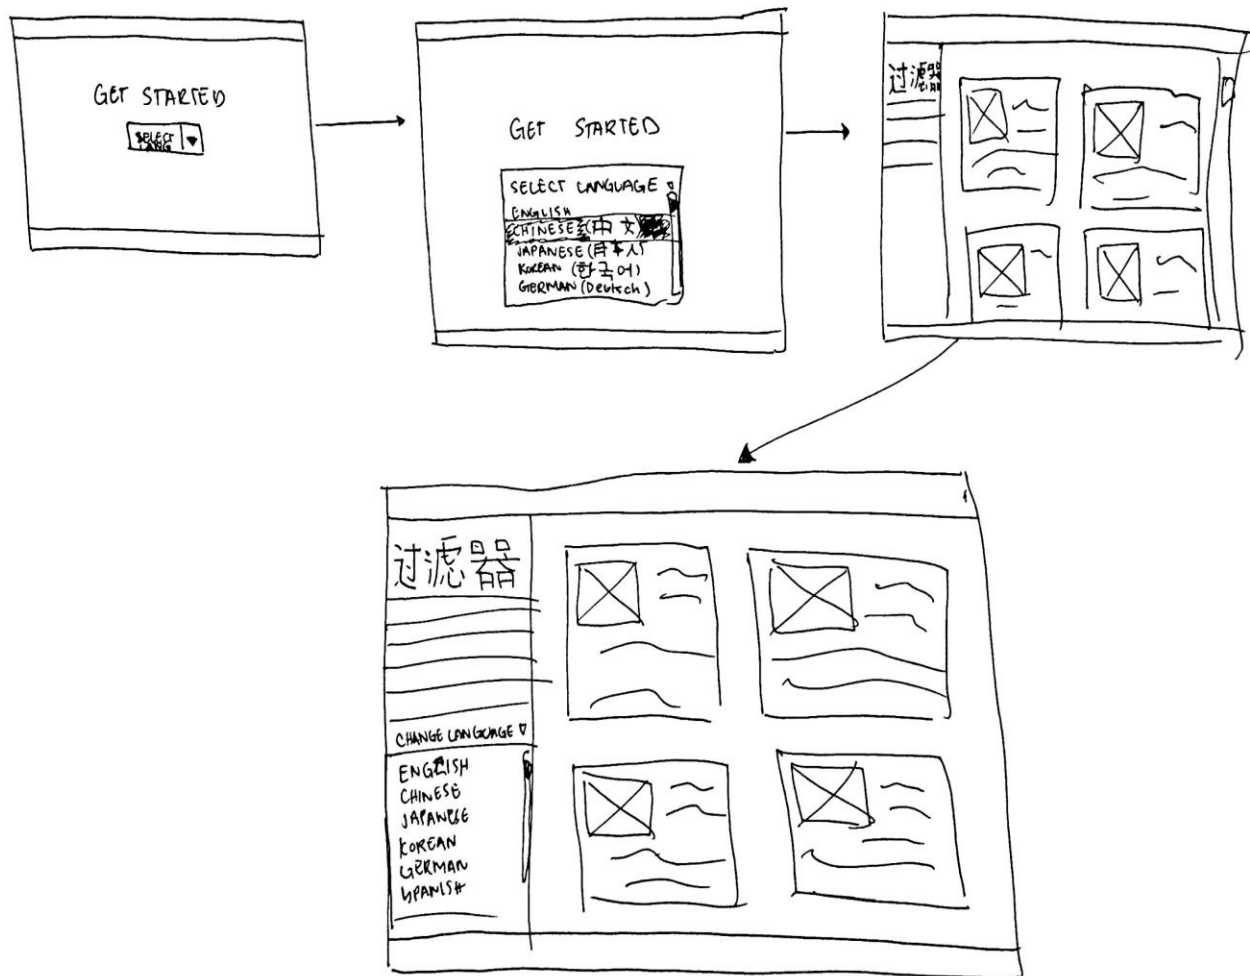 GET STARTED
SELECT
LANG
GET STARTED
SELECT LANGUAGE
ENGLISH
CHINESE (中文)
JAPANESE (日本人)
KOREAN (한국어)
GERMAN (Deutsch)
过滤器
过滤器
CHANGE LANGUAGE
ENGLISH
CHINESE
JAPANESE
KOREAN
GERMAN
SPANISH